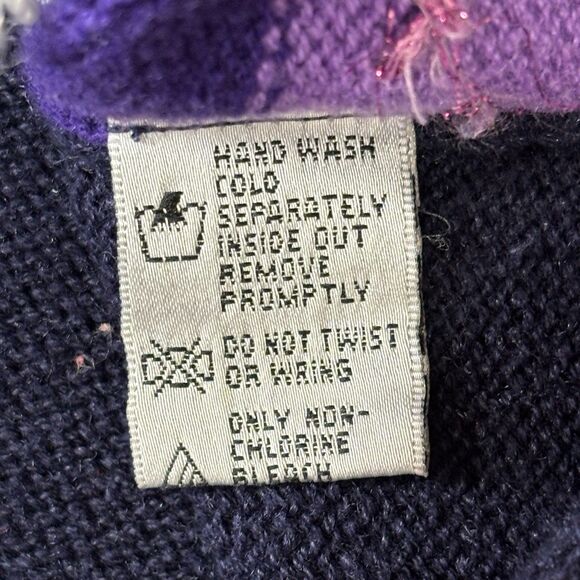 HAND WASH
COLD
SEPARATELY
INSIDE OUT
REMOVE
PROMPTLY
DO NOT TWIST
OR WRING
ONLY NON-
CHLORINE
BLEACH